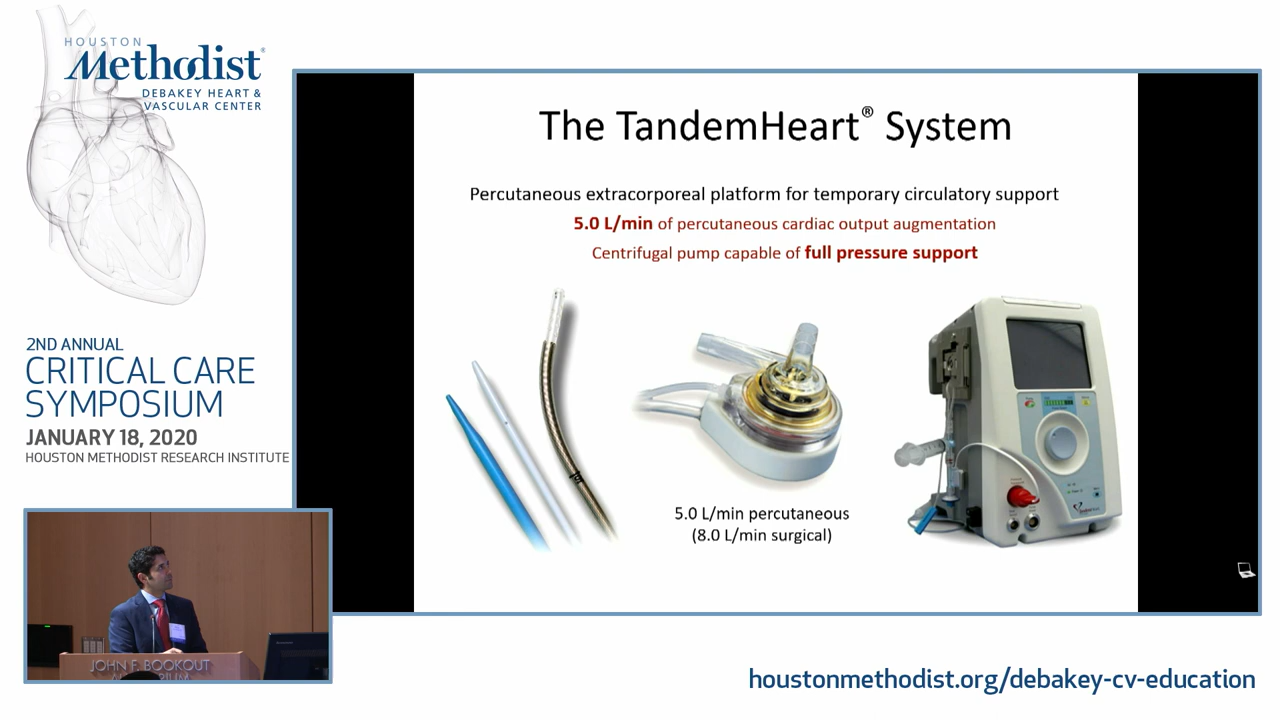 HOUSTON
Methodist®
DEBAKEY HEART &
VASCULAR CENTER
2ND ANNUAL
CRITICAL CARE
SYMPOSIUM
JANUARY 18, 2020
HOUSTON METHODIST RESEARCH INSTITUTE
The TandemHeart® System
Percutaneous extracorporeal platform for temporary circulatory support
5.0 L/min of percutaneous cardiac output augmentation
Centrifugal pump capable of full pressure support
5.0 L/min percutaneous
(8.0 L/min surgical)
JOHN F. BOOKOUT
houstonmethodist.org/debakey-cv-education